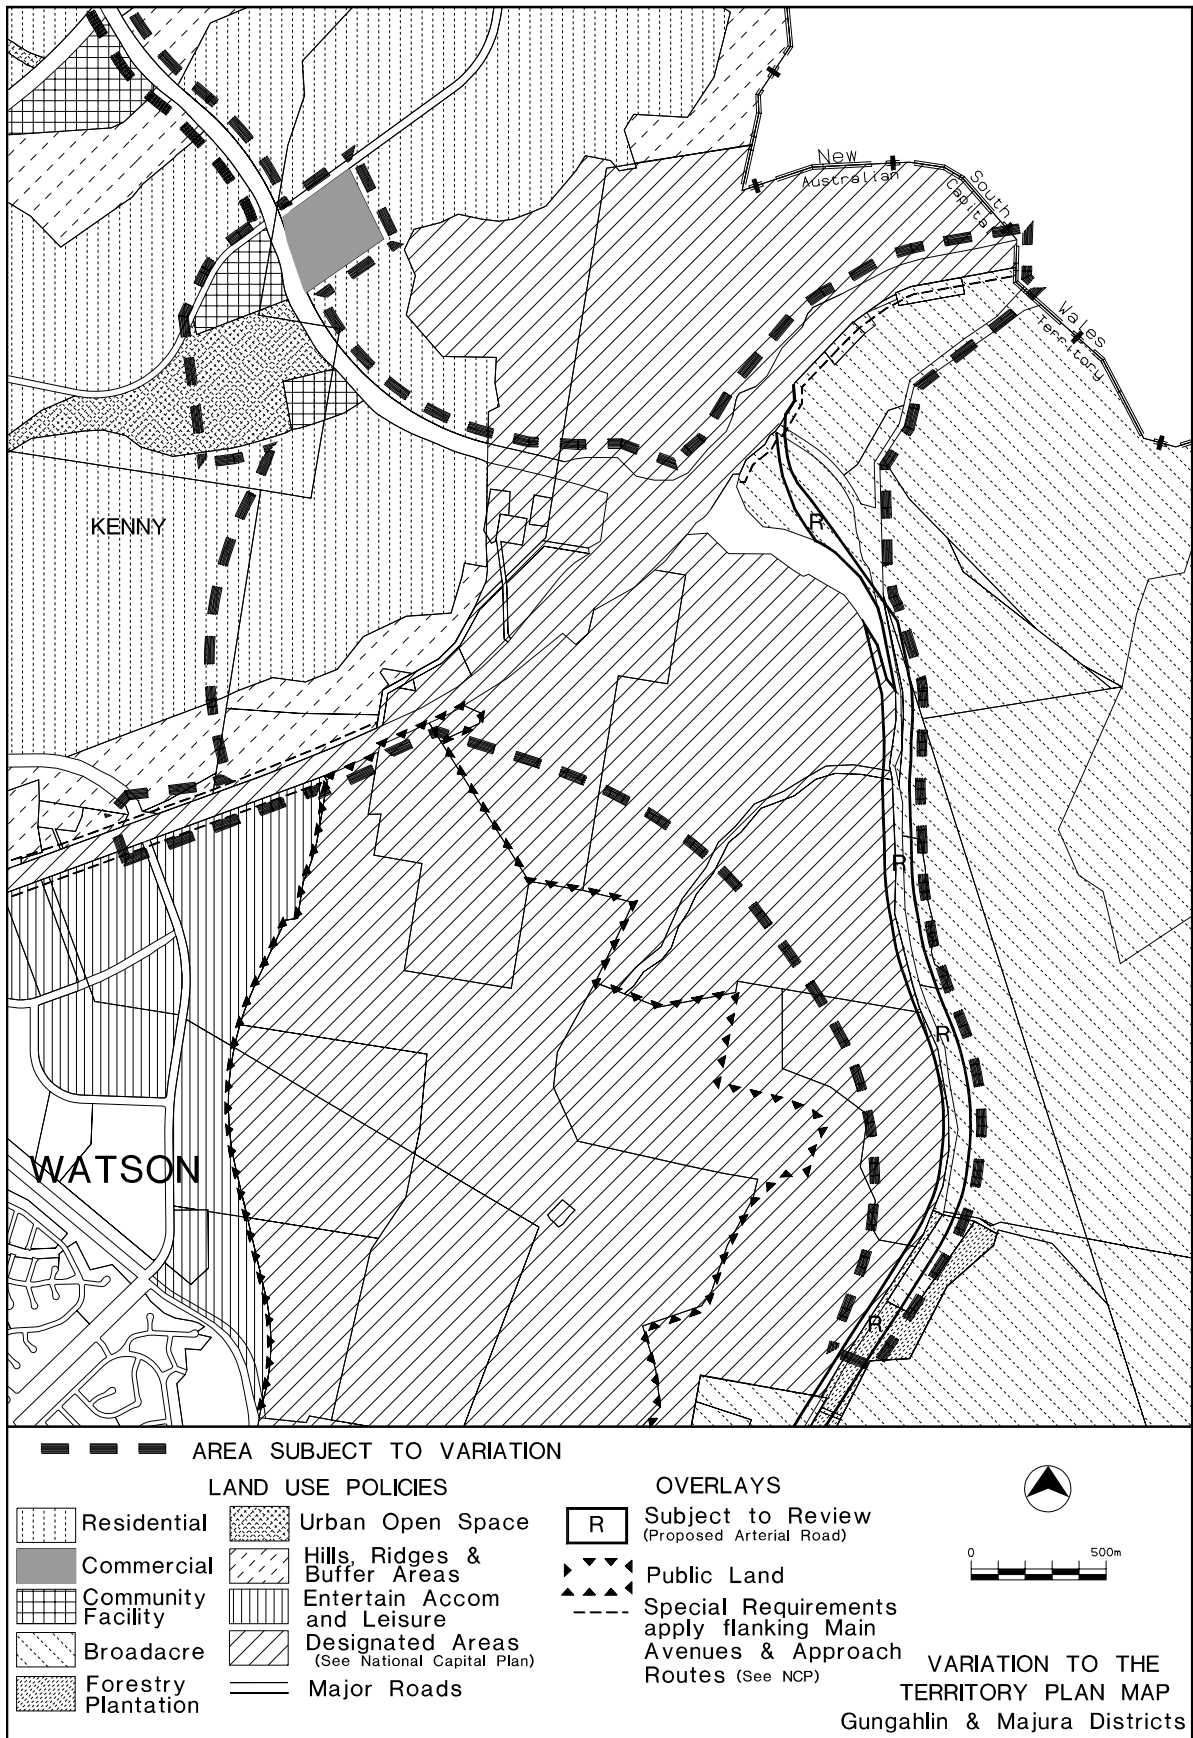 New
Australian
South
Capital
Wales
Territory
KENNY
R
R
R
WATSON
R
AREA SUBJECT TO VARIATION
LAND USE POLICIES
Residential
Commercial
Community
Facility
Broadacre
Forestry
Plantation
Urban Open Space
Hills, Ridges &
Buffer Areas
Entertain Accom
and Leisure
Designated Areas
(See National Capital Plan)
Major Roads
OVERLAYS
R
Subject to Review
(Proposed Arterial Road)
Public Land
Special Requirements
apply flanking Main
Avenues & Approach
Routes (See NCP)
0 500m
VARIATION TO THE
TERRITORY PLAN MAP
Gungahlin & Majura Districts